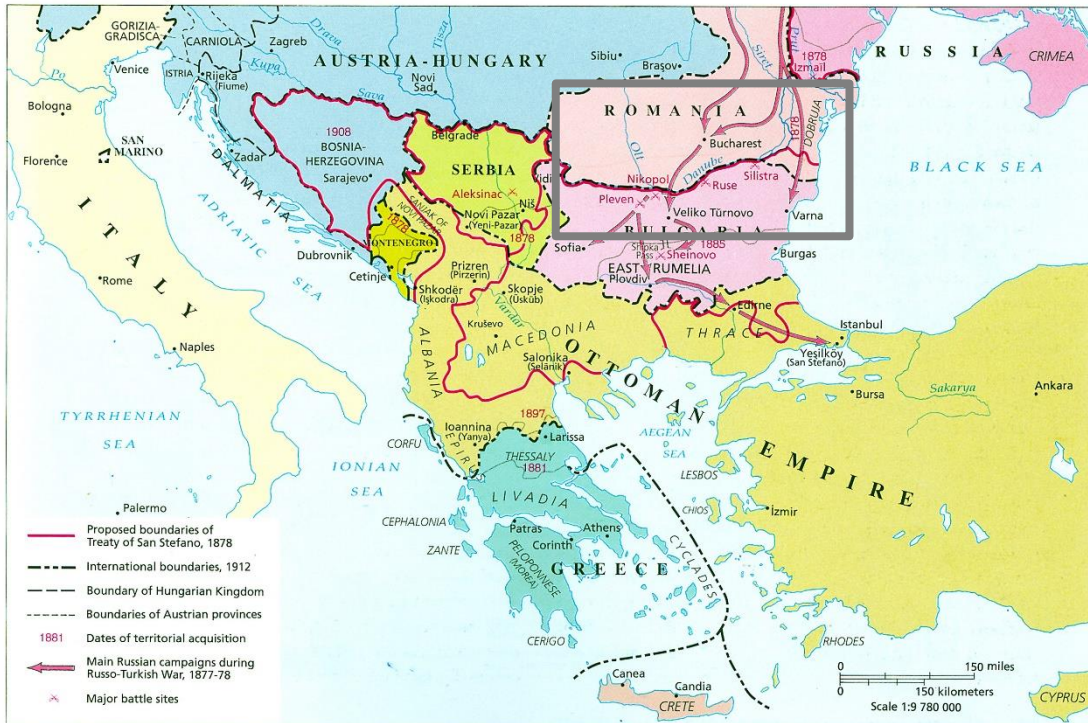 GORIZIA-
GRADISCA
CARNIOLA
Zagreb
Drava
Tisza
Sibiu
Braşov
Siret
Prut
1878
Izmail
RUSSIA
CRIMEA
Po
Venice
ISTRIA
Rijeka
(Fiume)
Kupa
AUSTRIA-HUNGARY
Novi
Sad
Sava
Bologna
SAN
MARINO
Florence
Zadar
DALMATIA
1908
BOSNIA-
HERZEGOVINA
Sarajevo
Belgrade
SERBIA
Vidi
Aleksinac
Niš
ROMANIA
Bucharest
Olt
Danube
1878
DOBRUJA
BLACK SEA
Nikopol
Silistra
Ruse
Pleven
Veliko Tŭrnovo
Varna
BULGARIA
1885
Sofia
Shipka
Pass
Sheinovo
Burgas
EAST RUMELIA
Plovdiv
ITALY
ADRIATIC
SEA
Rome
Naples
SANJAK OF
NOVI PAZAR
Novi Pazar
(Yeni-Pazar)
1878
1878
MONTENEGRO
Dubrovnik
Cetinje
Prizren
(Pirzerin)
Shkodër
(Işkodra)
Skopje
(Üsküb)
Vardar
Kruševo
MACEDONIA
ALBANIA
Salonika
(Selânik)
THRACE
Edirne
Istanbul
Yeşilköy
(San Stefano)
Bursa
Sakarya
Ankara
OTTOMAN
EMPIRE
TYRRHENIAN
SEA
IONIAN
SEA
CORFU
Ioannina
(Yanya)
EPIRUS
1897
Larissa
THESSALY
1881
AEGEAN
SEA
LESBOS
CHIOS
İzmir
LIVADIA
CEPHALONIA
Patras
Athens
Corinth
ZANTE
PELOPONNESE
(MOREA)
GREECE
CYCLADES
CERIGO
RHODES
Canea
Candia
CRETE
CYPRUS
Palermo
Proposed boundaries of
Treaty of San Stefano, 1878
International boundaries, 1912
Boundary of Hungarian Kingdom
Boundaries of Austrian provinces
1881 Dates of territorial acquisition
Main Russian campaigns during
Russo-Turkish War, 1877-78
Major battle sites
0 150 miles
0 150 kilometers
Scale 1:9 780 000